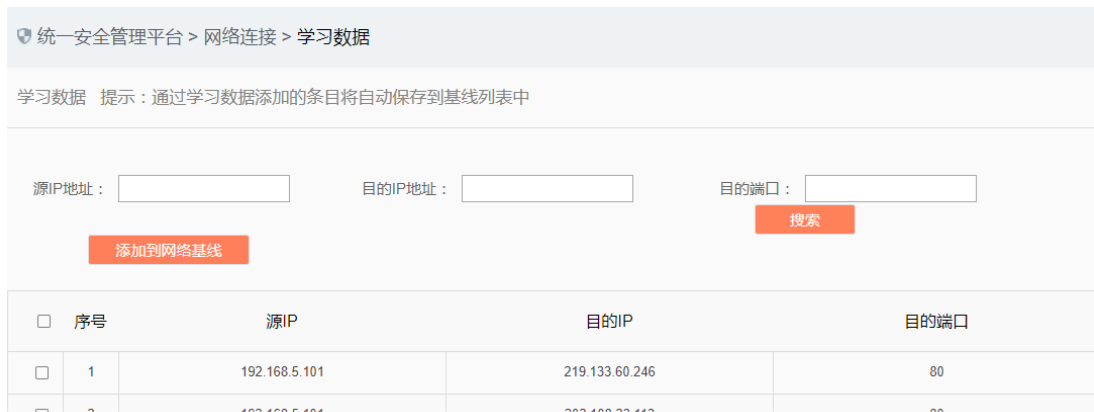 统一安全管理平台 > 网络连接 > 学习数据
学习数据 提示：通过学习数据添加的条目将自动保存到基线列表中
源IP地址： 目的IP地址： 目的端口：
搜索
添加到网络基线
序号 源IP 目的IP 目的端口
1 192.168.5.101 219.133.60.246 80